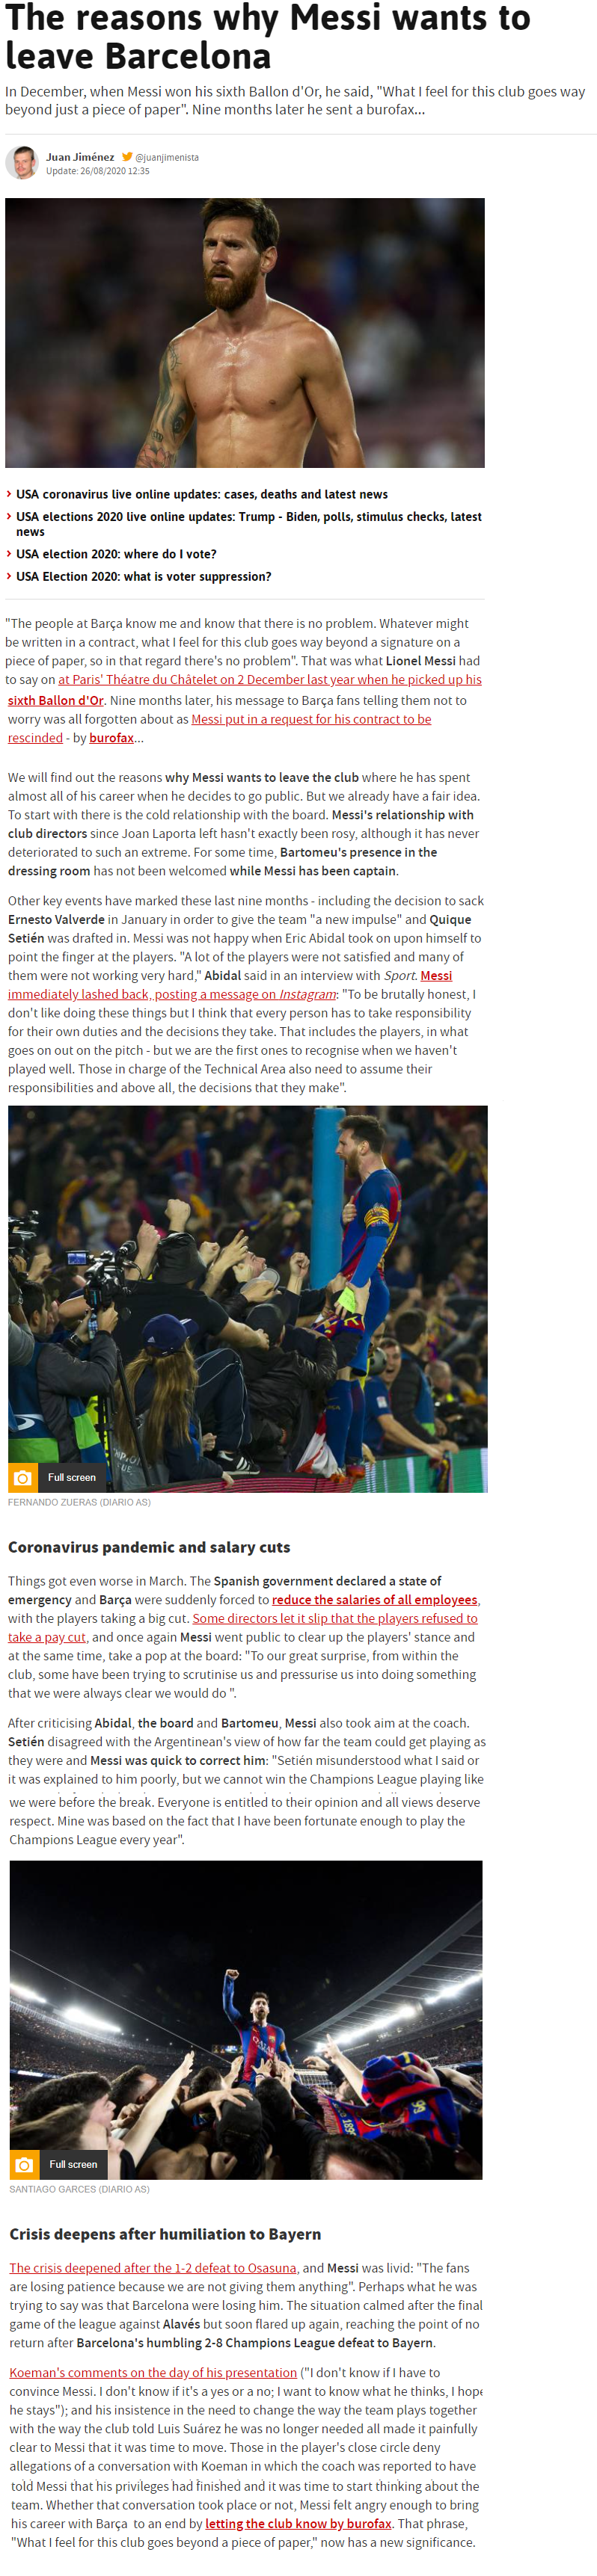 The reasons why Messi wants to
leave Barcelona
In December, when Messi won his sixth Ballon d'Or, he said, "What I feel for this club goes way
beyond just a piece of paper". Nine months later he sent a burofax...
Juan Jiménez @juanjimenista
Update: 26/08/2020 12:35
USA coronavirus live online updates: cases, deaths and latest news
USA elections 2020 live online updates: Trump - Biden, polls, stimulus checks, latest
news
USA election 2020: where do I vote?
USA Election 2020: what is voter suppression?
"The people at Barça know me and know that there is no problem. Whatever might
be written in a contract, what I feel for this club goes way beyond a signature on a
piece of paper, so in that regard there's no problem". That was what Lionel Messi had
to say on at Paris' Théatre du Châtelet on 2 December last year when he picked up his
sixth Ballon d'Or. Nine months later, his message to Barça fans telling them not to
worry was all forgotten about as Messi put in a request for his contract to be
rescinded - by burofax...
We will find out the reasons why Messi wants to leave the club where he has spent
almost all of his career when he decides to go public. But we already have a fair idea.
To start with there is the cold relationship with the board. Messi's relationship with
club directors since Joan Laporta left hasn't exactly been rosy, although it has never
deteriorated to such an extreme. For some time, Bartomeu's presence in the
dressing room has not been welcomed while Messi has been captain.
Other key events have marked these last nine months - including the decision to sack
Ernesto Valverde in January in order to give the team "a new impulse" and Quique
Setién was drafted in. Messi was not happy when Eric Abidal took on upon himself to
point the finger at the players. "A lot of the players were not satisfied and many of
them were not working very hard," Abidal said in an interview with Sport. Messi
immediately lashed back, posting a message on Instagram: "To be brutally honest, I
don't like doing these things but I think that every person has to take responsibility
for their own duties and the decisions they take. That includes the players, in what
goes on out on the pitch - but we are the first ones to recognise when we haven't
played well. Those in charge of the Technical Area also need to assume their
responsibilities and above all, the decisions that they make".
Full screen
FERNANDO ZUERAS (DIARIO AS)
Coronavirus pandemic and salary cuts
Things got even worse in March. The Spanish government declared a state of
emergency and Barça were suddenly forced to reduce the salaries of all employees,
with the players taking a big cut. Some directors let it slip that the players refused to
take a pay cut, and once again Messi went public to clear up the players' stance and
at the same time, take a pop at the board: "To our great surprise, from within the
club, some have been trying to scrutinise us and pressurise us into doing something
that we were always clear we would do ".
After criticising Abidal, the board and Bartomeu, Messi also took aim at the coach.
Setién disagreed with the Argentinean's view of how far the team could get playing as
they were and Messi was quick to correct him: "Setién misunderstood what I said or
it was explained to him poorly, but we cannot win the Champions League playing like
we were before the break. Everyone is entitled to their opinion and all views deserve
respect. Mine was based on the fact that I have been fortunate enough to play the
Champions League every year".
Full screen
SANTIAGO GARCES (DIARIO AS)
Crisis deepens after humiliation to Bayern
The crisis deepened after the 1-2 defeat to Osasuna, and Messi was livid: "The fans
are losing patience because we are not giving them anything". Perhaps what he was
trying to say was that Barcelona were losing him. The situation calmed after the final
game of the league against Alavés but soon flared up again, reaching the point of no
return after Barcelona's humbling 2-8 Champions League defeat to Bayern.
Koeman's comments on the day of his presentation ("I don't know if I have to
convince Messi. I don't know if it's a yes or a no; I want to know what he thinks, I hope
he stays"); and his insistence in the need to change the way the team plays together
with the way the club told Luis Suárez he was no longer needed all made it painfully
clear to Messi that it was time to move. Those in the player's close circle deny
allegations of a conversation with Koeman in which the coach was reported to have
told Messi that his privileges had finished and it was time to start thinking about the
team. Whether that conversation took place or not, Messi felt angry enough to bring
his career with Barça to an end by letting the club know by burofax. That phrase,
"What I feel for this club goes beyond a piece of paper," now has a new significance.